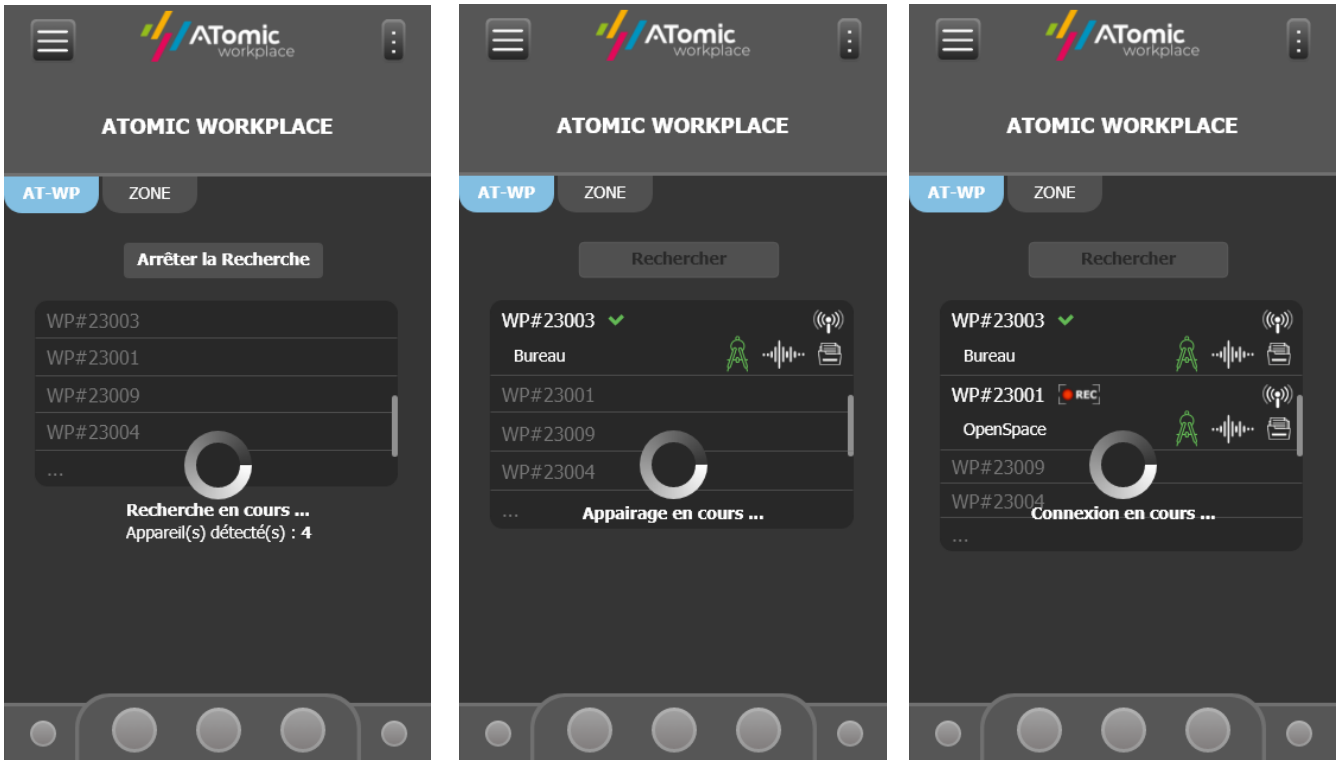 ATomic
workplace
ATOMIC WORKPLACE
AT-WP ZONE
Arrêter la Recherche
WP#23003
WP#23001
WP#23009
WP#23004
...
Recherche en cours ...
Appareil(s) détecté(s) : 4
ATomic
workplace
ATOMIC WORKPLACE
AT-WP ZONE
Rechercher
WP#23003
Bureau
WP#23001
WP#23009
WP#23004
... Appairage en cours ...
ATomic
workplace
ATOMIC WORKPLACE
AT-WP ZONE
Rechercher
WP#23003
Bureau
WP#23001 REC
OpenSpace
WP#23009
WP#23004
Connexion en cours ...
...